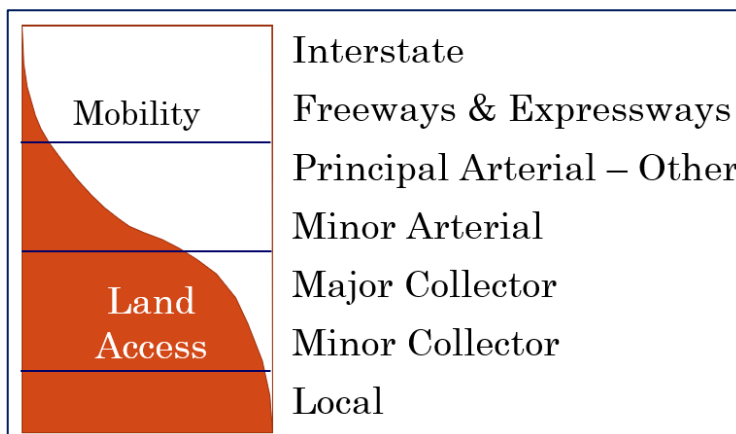 Mobility
Land
Access
Interstate
Freeways & Expressways
Principal Arterial – Other
Minor Arterial
Major Collector
Minor Collector
Local